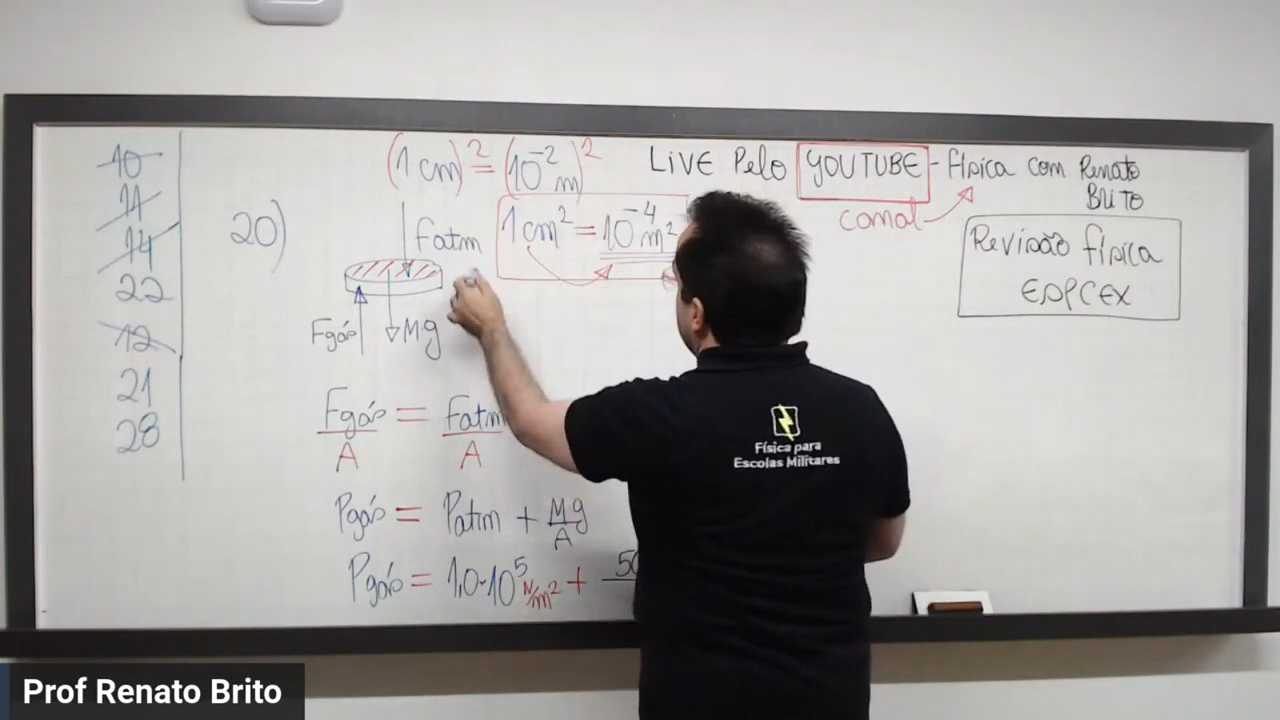 10
11
14
22
12
21
28
20)
(1 cm)² = (10⁻² m)²
1 cm² = 10⁻⁴ m²
Fatm
Fgás
Mg
Fgás/A = Fatm/A
Pgás = Patm + Mg/A
Pgás = 1,0·10⁵ N/m² + 50
LIVE Pelo YOUTUBE - física com Renato
BRITO
canal
Revisão física
ESPCEX
Física para
Escolas Militares
Prof Renato Brito